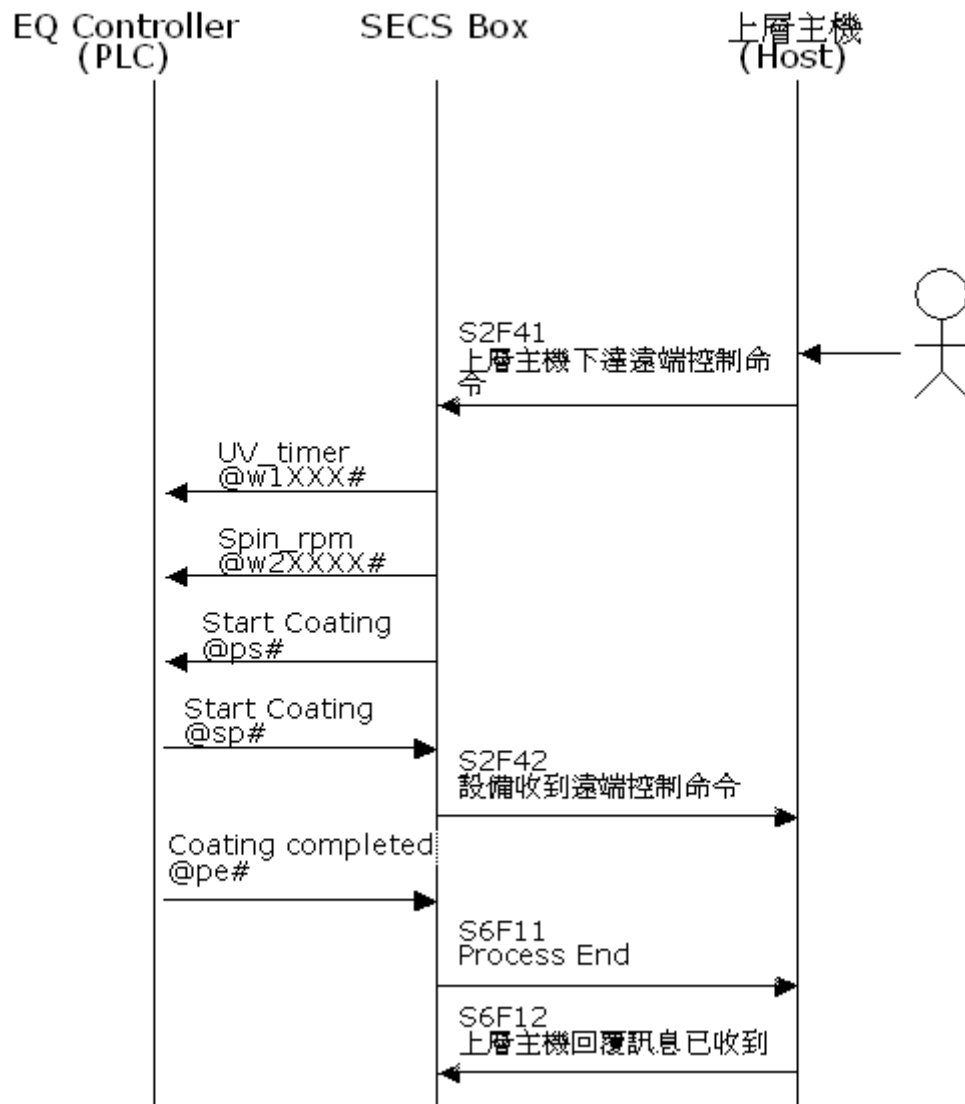 EQ Controller
(PLC)
SECS Box
上層主機
(Host)
S2F41
上層主機下達遠端控制命
令
UV_timer
@w1XXX#
Spin_rpm
@w2XXXX#
Start Coating
@ps#
Start Coating
@sp#
S2F42
設備收到遠端控制命令
Coating completed
@pe#
S6F11
Process End
S6F12
上層主機回覆訊息已收到